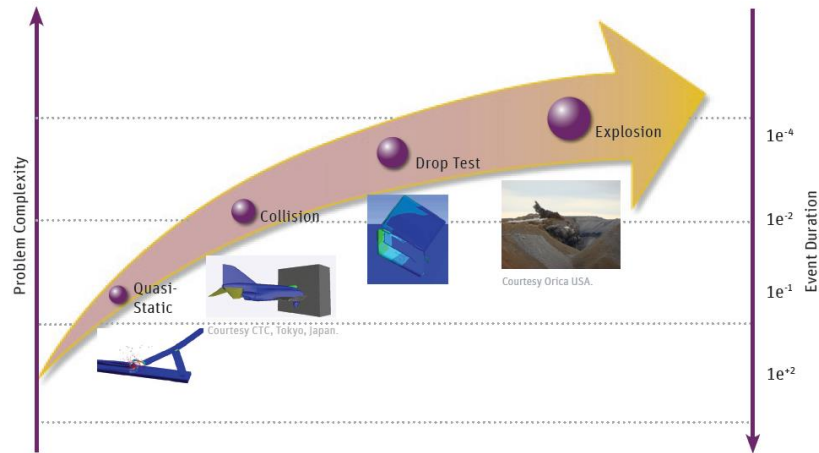 Problem Complexity
Explosion
Drop Test
Collision
Quasi-
Static
Courtesy Orica USA.
Courtesy CTC, Tokyo, Japan.
1e⁻⁴
1e⁻²
1e⁻¹
1e⁺²
Event Duration